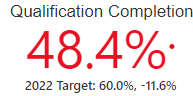 Qualification Completion
48.4%
2022 Target: 60.0%, -11.6%